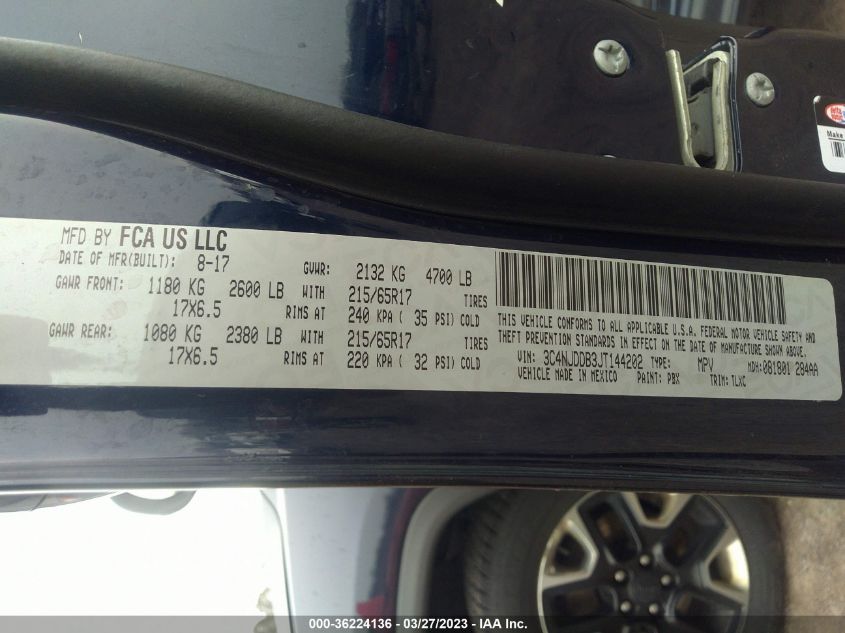 MFD BY FCA US LLC
DATE OF MFR(BUILT): 8-17 GVWR: 2132 KG 4700 LB
GAWR FRONT: 1180 KG 2600 LB WITH 215/65R17 TIRES
17X6.5 RIMS AT 240 KPA ( 35 PSI) COLD
GAWR REAR: 1080 KG 2380 LB WITH 215/65R17 TIRES
17X6.5 RIMS AT 220 KPA ( 32 PSI) COLD
THIS VEHICLE CONFORMS TO ALL APPLICABLE U.S.A. FEDERAL MOTOR VEHICLE SAFETY AND
THEFT PREVENTION STANDARDS IN EFFECT ON THE DATE OF MANUFACTURE SHOWN ABOVE.
VIN: 3C4NJDDB3JT144202 TYPE: MPV MDH:081801 284AA
VEHICLE MADE IN MEXICO PAINT: PBX TRIM: TLXC
Make
000-36224136 - 03/27/2023 - IAA Inc.